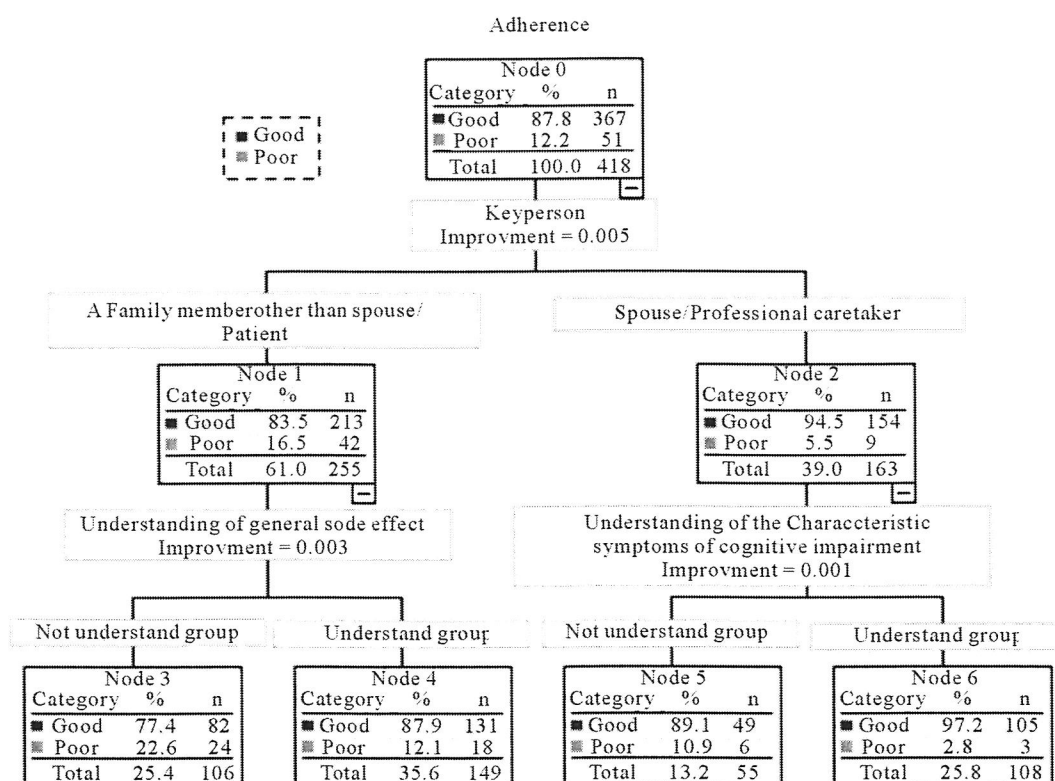 Adherence
Node 0
Category % n
Good 87.8 367
Poor 12.2 51
Total 100.0 418
Good
Poor
Keyperson
Improvment = 0.005
A Family memberother than spouse/
Patient
Spouse/Professional caretaker
Node 1
Category % n
Good 83.5 213
Poor 16.5 42
Total 61.0 255
Node 2
Category % n
Good 94.5 154
Poor 5.5 9
Total 39.0 163
Understanding of general sode effect
Improvment = 0.003
Understanding of the Characcteristic
symptoms of cognitive impairment
Improvment = 0.001
Not understand group
Understand group
Not understand group
Understand group
Node 3
Category % n
Good 77.4 82
Poor 22.6 24
Total 25.4 106
Node 4
Category % n
Good 87.9 131
Poor 12.1 18
Total 35.6 149
Node 5
Category % n
Good 89.1 49
Poor 10.9 6
Total 13.2 55
Node 6
Category % n
Good 97.2 105
Poor 2.8 3
Total 25.8 108